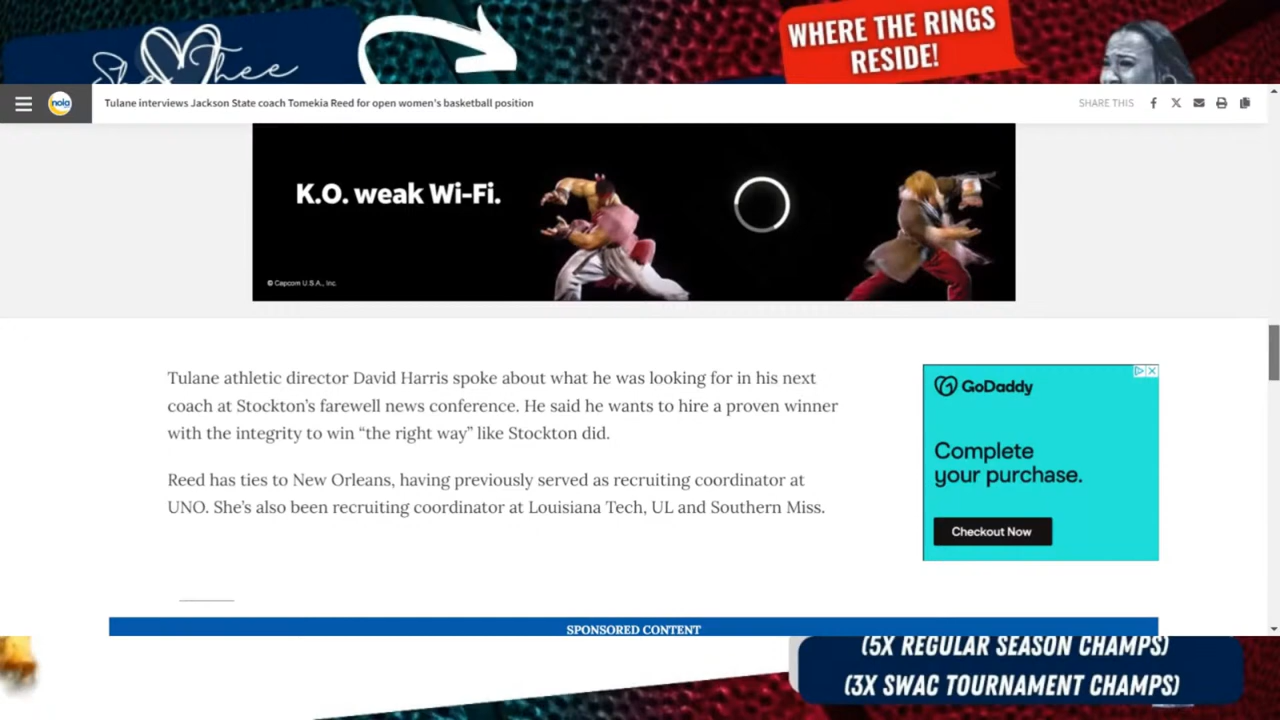 She Thee
WHERE THE RINGS
RESIDE!
nola
Tulane interviews Jackson State coach Tomekia Reed for open women's basketball position
SHARE THIS
K.O. weak Wi-Fi.
© Capcom U.S.A., Inc.
Tulane athletic director David Harris spoke about what he was looking for in his next
coach at Stockton’s farewell news conference. He said he wants to hire a proven winner
with the integrity to win “the right way” like Stockton did.
Reed has ties to New Orleans, having previously served as recruiting coordinator at
UNO. She’s also been recruiting coordinator at Louisiana Tech, UL and Southern Miss.
GoDaddy
Complete
your purchase.
Checkout Now
SPONSORED CONTENT
(5X REGULAR SEASON CHAMPS)
(3X SWAC TOURNAMENT CHAMPS)